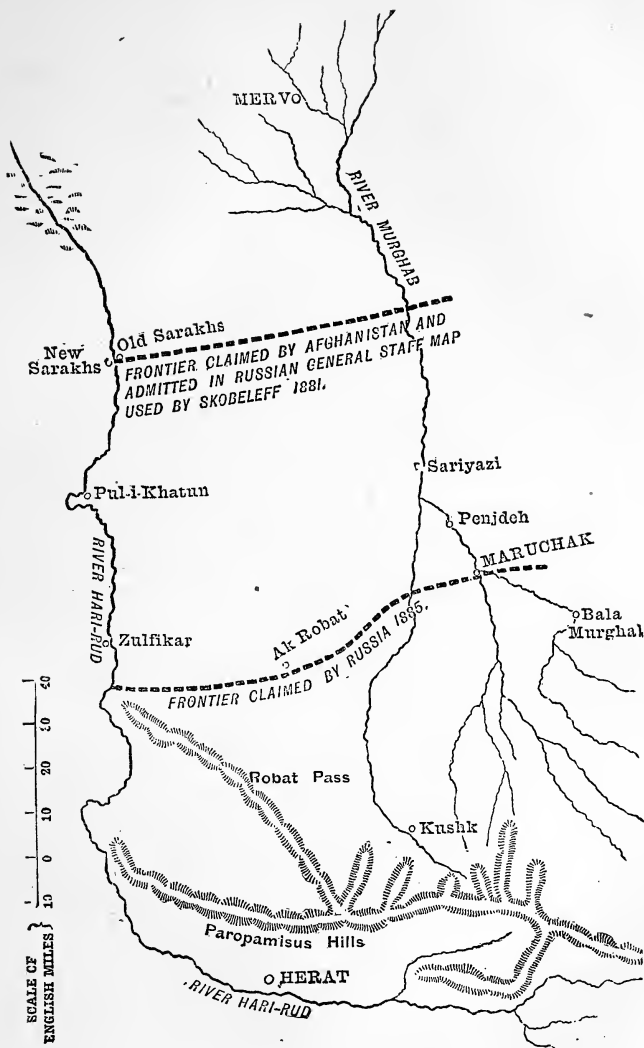 MERVO
RIVER MURGHAB
Old Sarakhs
New
Sarakhs
FRONTIER CLAIMED BY AFGHANISTAN AND
ADMITTED IN RUSSIAN GENERAL STAFF MAP
USED BY SKOBELEFF 1881.
Sariyazi
Pul-i-Khatun
Penjdeh
MARUCHAK
RIVER HARI-RUD
Ak Robat
Bala
Murghab
Zulfikar
FRONTIER CLAIMED BY RUSSIA 1885.
40
30
20
10
0
10
SCALE OF
ENGLISH MILES
Robat Pass
Kushk
Paropamisus Hills
HERAT
RIVER HARI-RUD